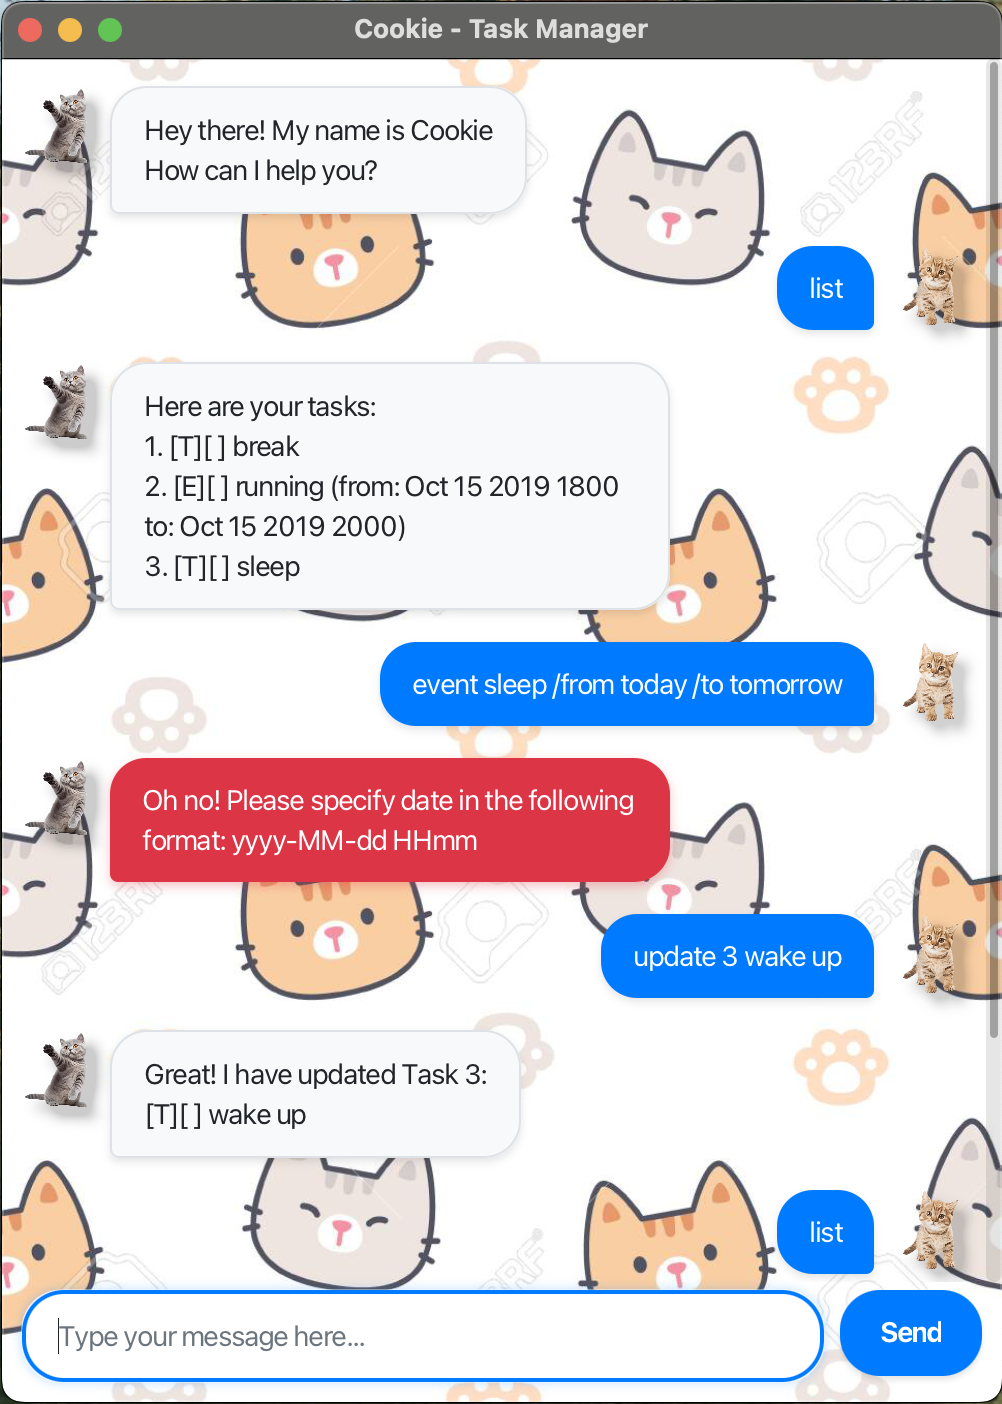 Cookie - Task Manager
Hey there! My name is Cookie
How can I help you?
list
Here are your tasks:
1. [T][ ] break
2. [E][ ] running (from: Oct 15 2019 1800
to: Oct 15 2019 2000)
3. [T][ ] sleep
event sleep /from today /to tomorrow
Oh no! Please specify date in the following
format: yyyy-MM-dd HHmm
update 3 wake up
Great! I have updated Task 3:
[T][ ] wake up
list
Type your message here...
Send
123RF